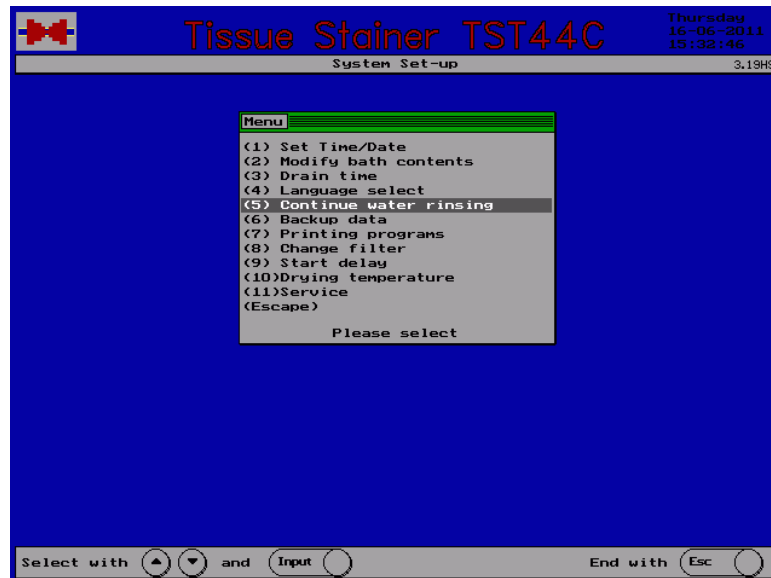 Tissue Stainer TST44C
Thursday
16-06-2011
15:32:46
System Set-up
3.19HS
Menu
(1) Set Time/Date
(2) Modify bath contents
(3) Drain time
(4) Language select
(5) Continue water rinsing
(6) Backup data
(7) Printing programs
(8) Change filter
(9) Start delay
(10)Drying temperature
(11)Service
(Escape)
Please select
Select with and Input
End with Esc